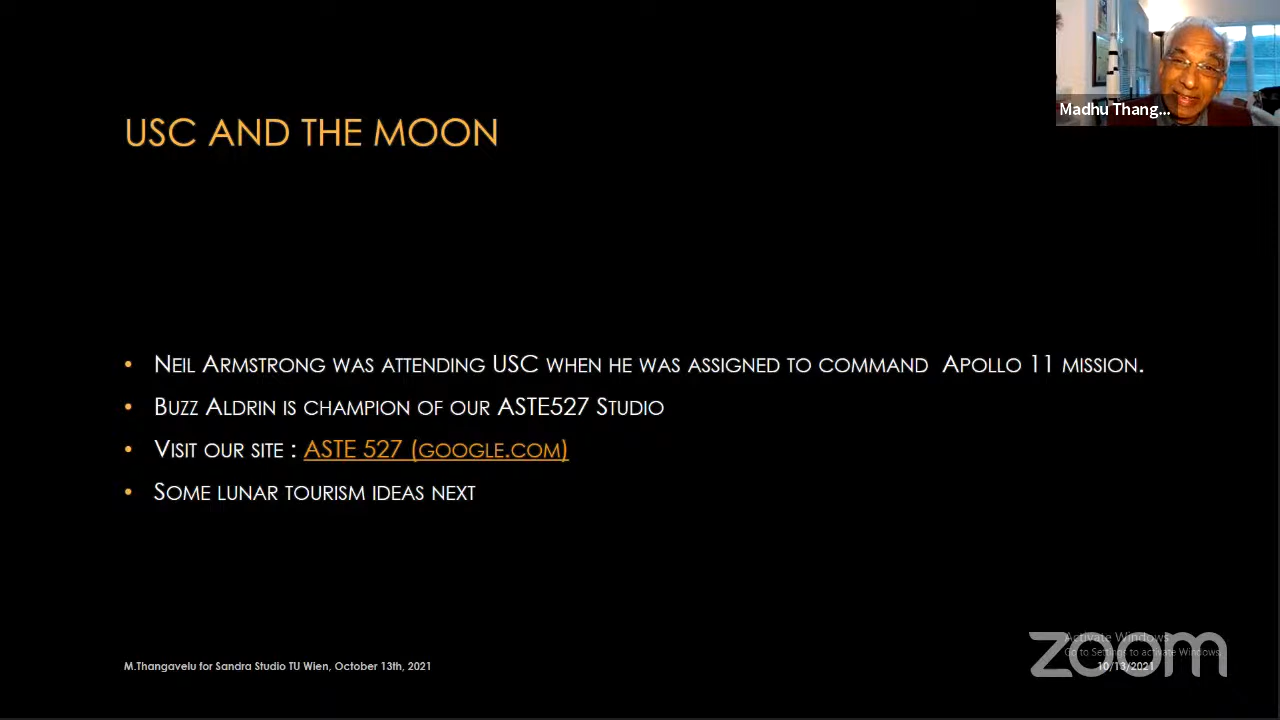 Madhu Thang...
USC AND THE MOON
• NEIL ARMSTRONG WAS ATTENDING USC WHEN HE WAS ASSIGNED TO COMMAND APOLLO 11 MISSION.
• BUZZ ALDRIN IS CHAMPION OF OUR ASTE527 STUDIO
• VISIT OUR SITE : ASTE 527 (GOOGLE.COM)
• SOME LUNAR TOURISM IDEAS NEXT
M.Thangavelu for Sandra Studio TU Wien, October 13th, 2021
Activate Windows
Go to Settings to activate Windows.
zoom
10/13/2021